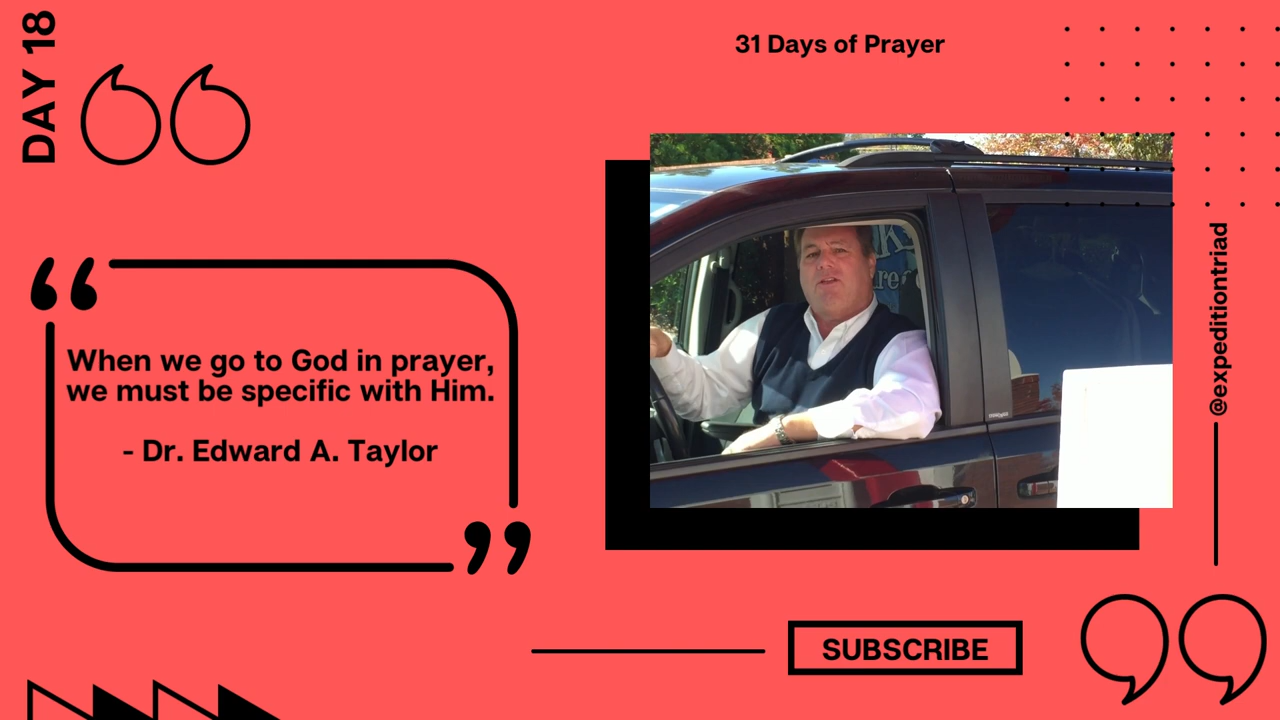 DAY 18
31 Days of Prayer
When we go to God in prayer,
we must be specific with Him.
- Dr. Edward A. Taylor
@expeditiontriad
SUBSCRIBE